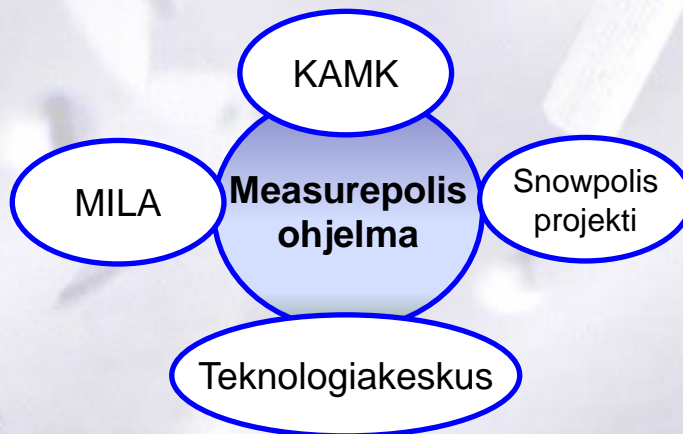 KAMK
MILA
Measurepolis
ohjelma
Snowpolis
projekti
Teknologiakeskus